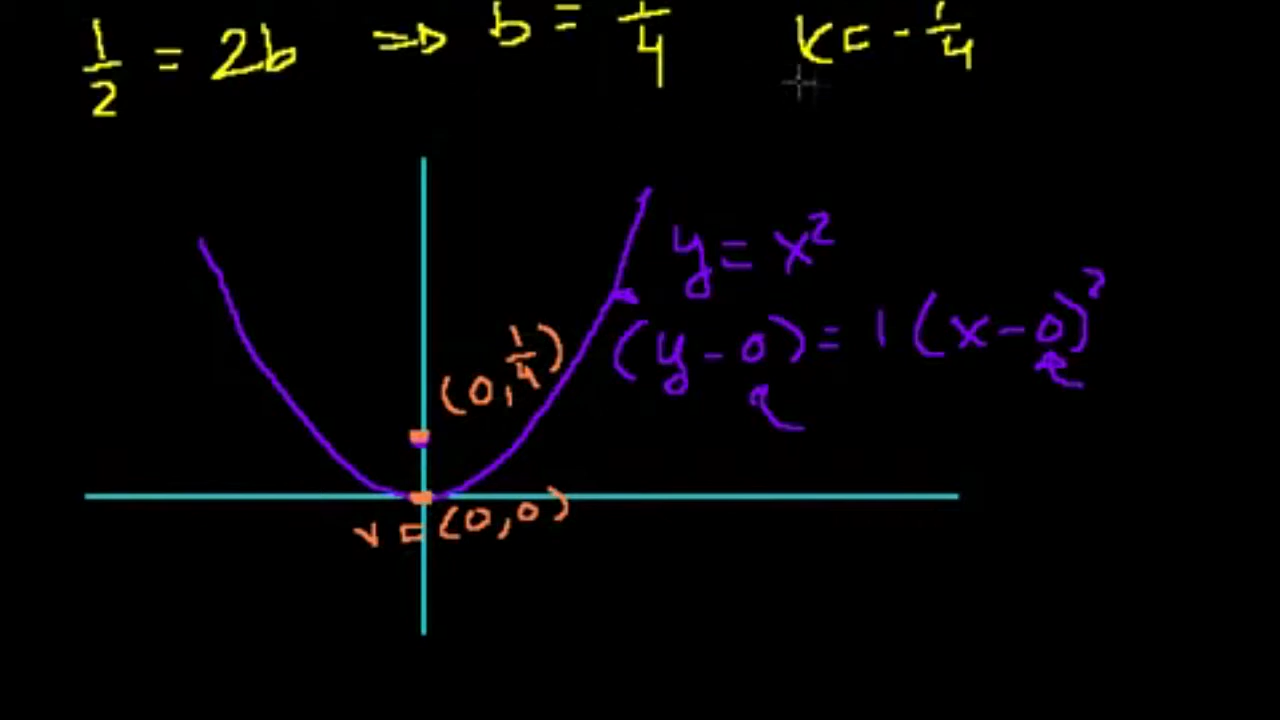 1/2 = 2b ⇒ b = 1/4 k = -1/4
y = x²
(y - 0) = 1 (x - 0)²
(0, 1/4)
v = (0, 0)